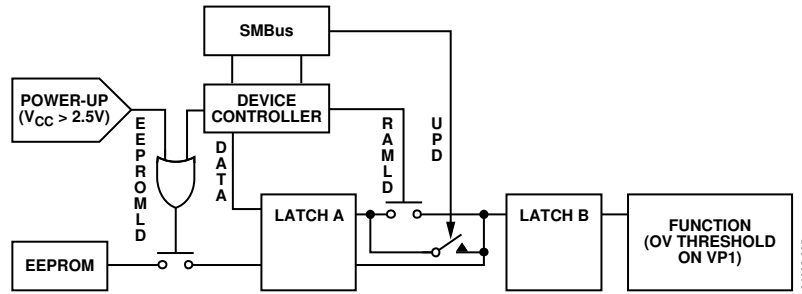 SMBus
POWER-UP
(VCC > 2.5V)
DEVICE
CONTROLLER
EEPROMLD
DATA
RAMLD
UPD
LATCH A
LATCH B
FUNCTION
(OV THRESHOLD
ON VP1)
EEPROM